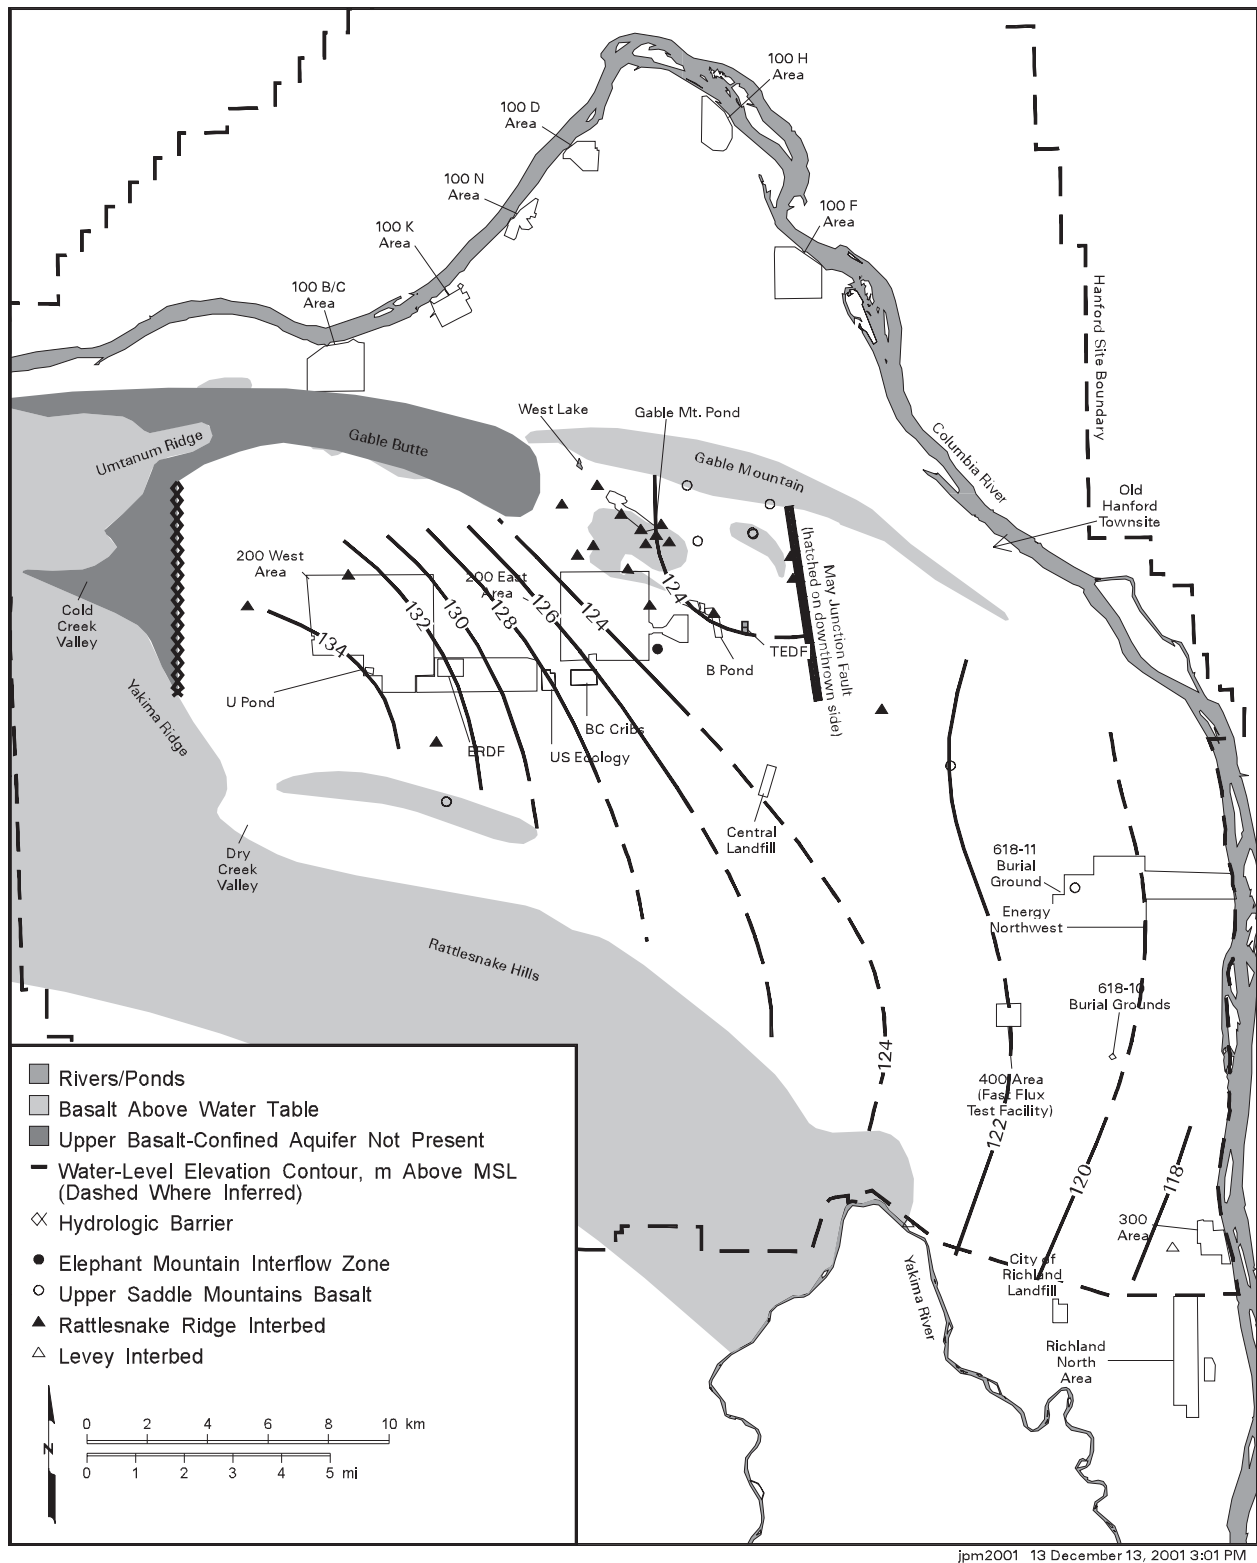 100 H
Area
100 D
Area
100 N
Area
100 F
Area
100 K
Area
100 B/C
Area
Hanford Site Boundary
West Lake
Gable Mt. Pond
Umtanum Ridge
Gable Butte
Gable Mountain
Columbia River
Old
Hanford
Townsite
200 West
Area
200 East
Area
May Junction Fault
(hatched on downthrown side)
Cold
Creek
Valley
134
132
130
128
126
124
124
TEDF
B Pond
Yakima Ridge
U Pond
ERDF
BC Cribs
US Ecology
Central
Landfill
Dry
Creek
Valley
618-11
Burial
Ground
Energy
Northwest
Rattlesnake Hills
618-10
Burial Grounds
124
400 Area
(Fast Flux
Test Facility)
122
120
118
300
Area
City of
Richland
Landfill
Yakima River
Richland
North
Area
Rivers/Ponds
Basalt Above Water Table
Upper Basalt-Confined Aquifer Not Present
Water-Level Elevation Contour, m Above MSL
(Dashed Where Inferred)
Hydrologic Barrier
Elephant Mountain Interflow Zone
Upper Saddle Mountains Basalt
Rattlesnake Ridge Interbed
Levey Interbed
N
0 2 4 6 8 10 km
0 1 2 3 4 5 mi
jpm2001 13 December 13, 2001 3:01 PM